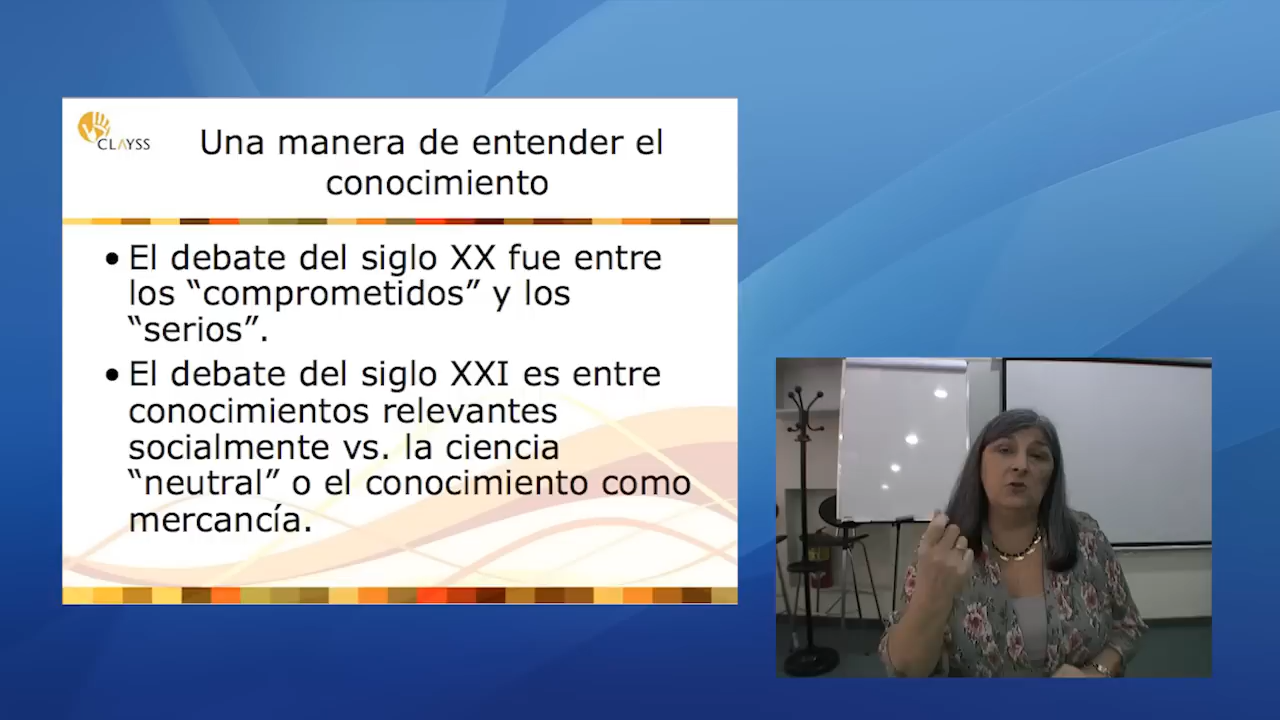 CLAYSS
Una manera de entender el
conocimiento
• El debate del siglo XX fue entre
los “comprometidos” y los
“serios”.
• El debate del siglo XXI es entre
conocimientos relevantes
socialmente vs. la ciencia
“neutral” o el conocimiento como
mercancía.